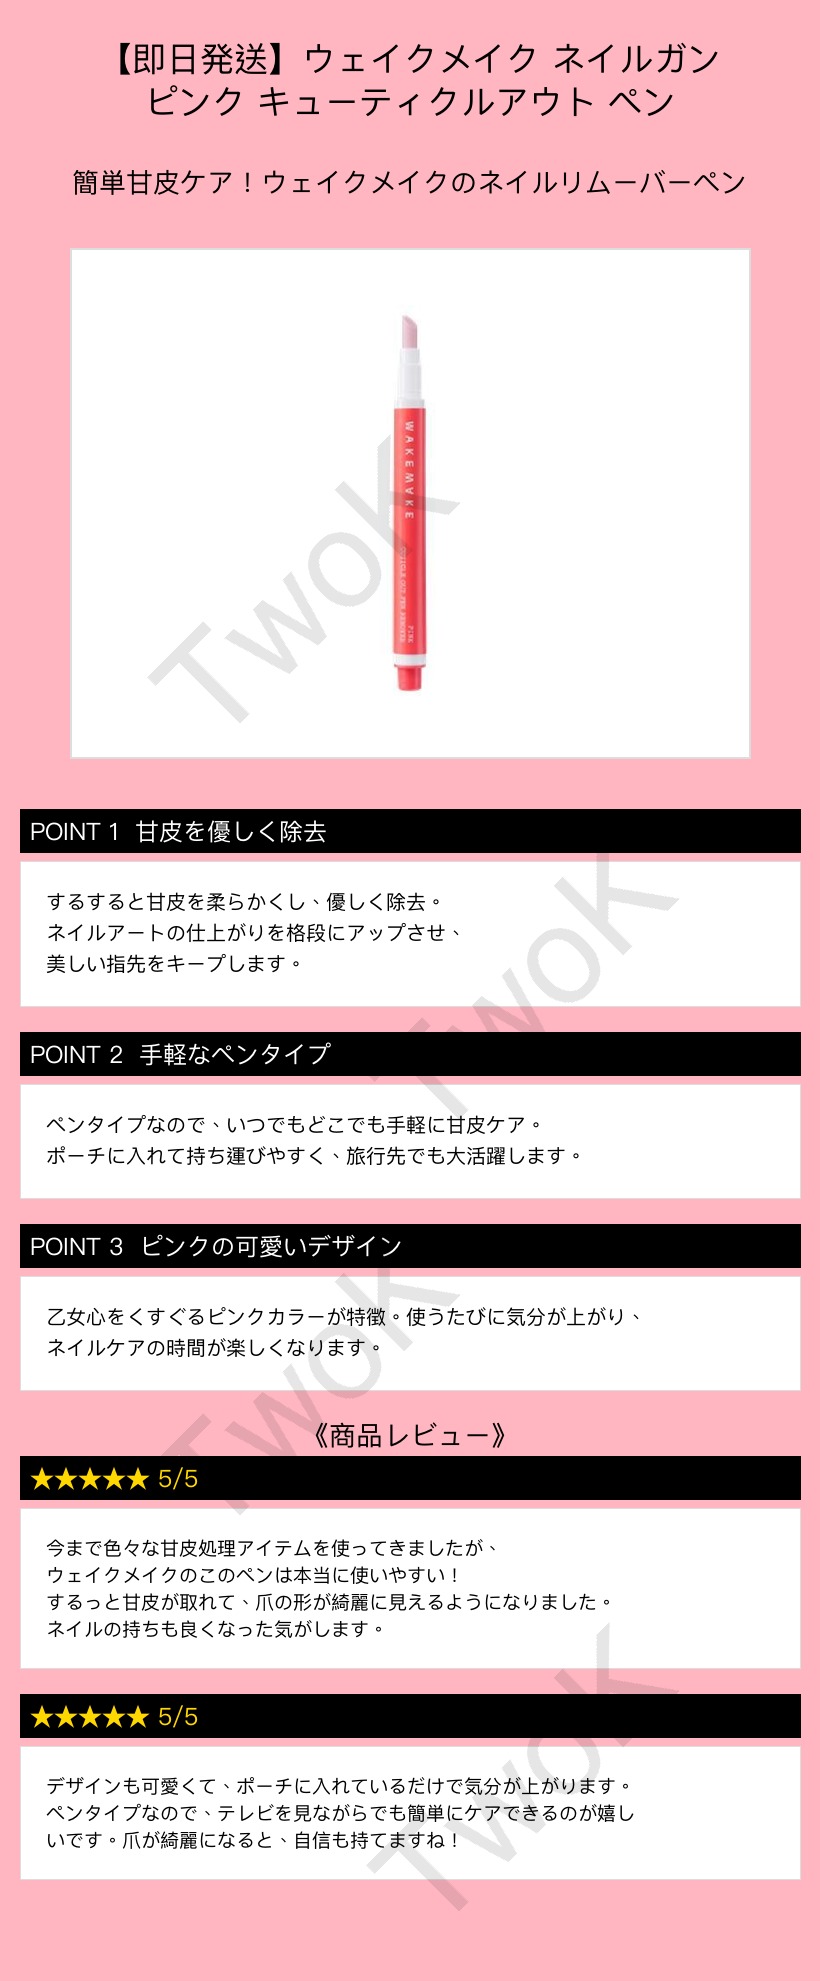 【即日発送】ウェイクメイク ネイルガン
ピンク キューティクルアウト ペン
簡単甘皮ケア！ウェイクメイクのネイルリムーバーペン
WAKEMAKE
CUTICLE OUT PEN REMOVER
PINK
TwoK
POINT 1 甘皮を優しく除去
するすると甘皮を柔らかくし、優しく除去。
ネイルアートの仕上がりを格段にアップさせ、
美しい指先をキープします。
TwoK
POINT 2 手軽なペンタイプ
ペンタイプなので、いつでもどこでも手軽に甘皮ケア。
ポーチに入れて持ち運びやすく、旅行先でも大活躍します。
POINT 3 ピンクの可愛いデザイン
乙女心をくすぐるピンクカラーが特徴。使うたびに気分が上がり、
ネイルケアの時間が楽しくなります。
TwoK
《商品レビュー》
★★★★★ 5/5
今まで色々な甘皮処理アイテムを使ってきましたが、
ウェイクメイクのこのペンは本当に使いやすい！
するっと甘皮が取れて、爪の形が綺麗に見えるようになりました。
ネイルの持ちも良くなった気がします。
★★★★★ 5/5
デザインも可愛くて、ポーチに入れているだけで気分が上がります。
ペンタイプなので、テレビを見ながらでも簡単にケアできるのが嬉し
いです。爪が綺麗になると、自信も持てますね！
TwoK